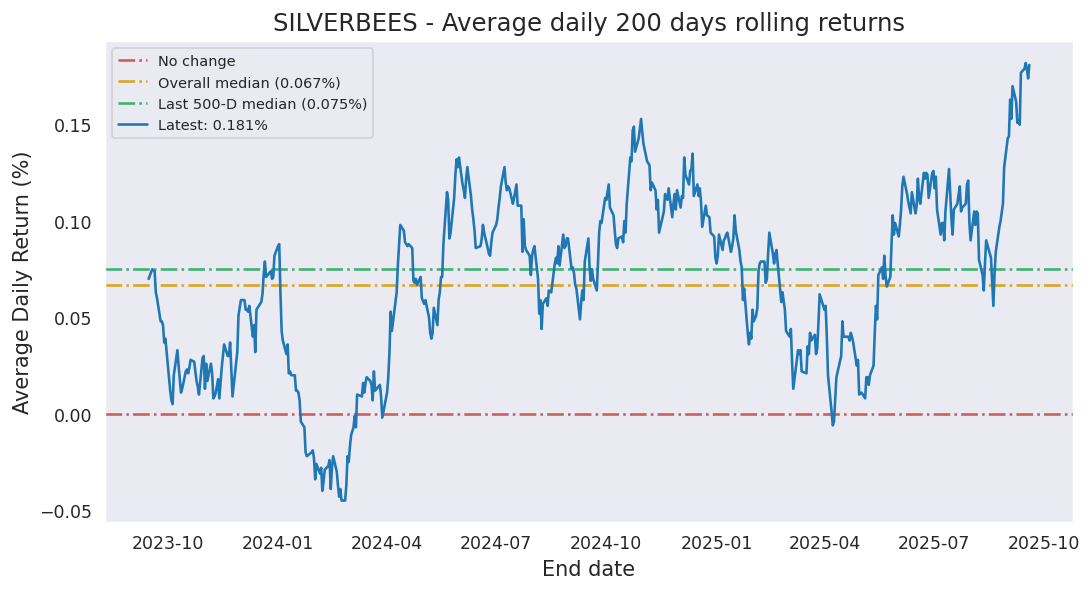 SILVERBEES - Average daily 200 days rolling returns
No change
Overall median (0.067%)
Last 500-D median (0.075%)
Latest: 0.181%
Average Daily Return (%)
0.15
0.10
0.05
0.00
−0.05
2023-10 2024-01 2024-04 2024-07 2024-10 2025-01 2025-04 2025-07 2025-10
End date